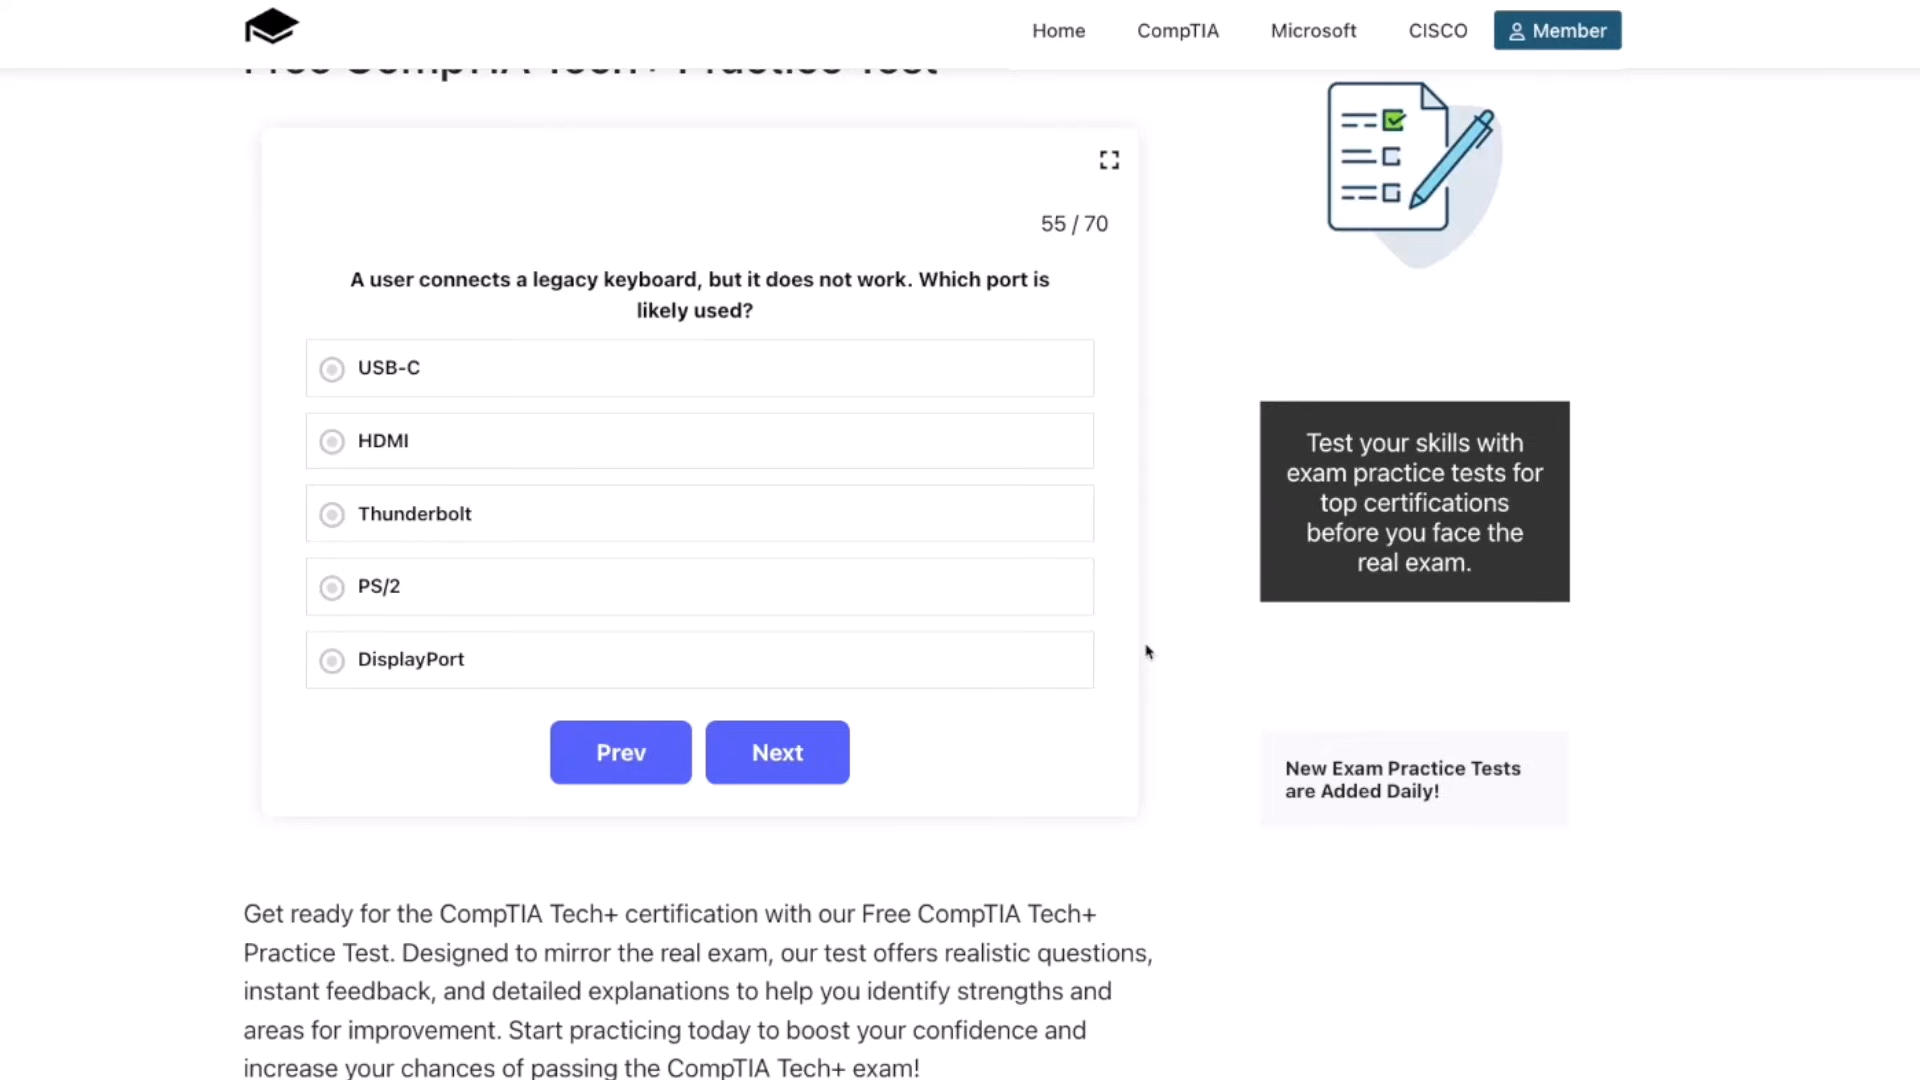 Home
CompTIA
Microsoft
CISCO
Member
Free CompTIA Tech+ Practice Test
55 / 70
A user connects a legacy keyboard, but it does not work. Which port is
likely used?
USB-C
HDMI
Thunderbolt
PS/2
DisplayPort
Prev
Next
Test your skills with
exam practice tests for
top certifications
before you face the
real exam.
New Exam Practice Tests
are Added Daily!
Get ready for the CompTIA Tech+ certification with our Free CompTIA Tech+
Practice Test. Designed to mirror the real exam, our test offers realistic questions,
instant feedback, and detailed explanations to help you identify strengths and
areas for improvement. Start practicing today to boost your confidence and
increase your chances of passing the CompTIA Tech+ exam!